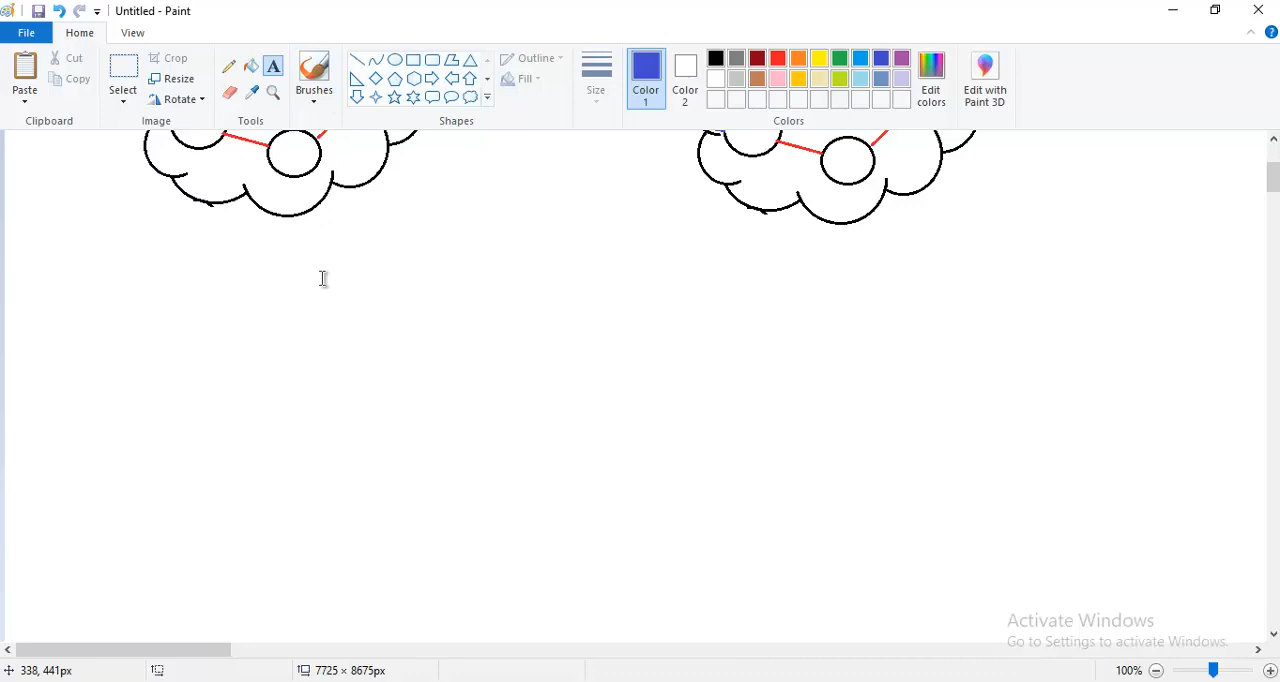 Untitled - Paint
File
Home
View
Paste
Cut
Copy
Clipboard
Select
Crop
Resize
Rotate
Image
A
Tools
Brushes
Shapes
Outline
Fill
Size
Color 1
Color 2
Edit colors
Colors
Edit with Paint 3D
Activate Windows
Go to Settings to activate Windows.
338, 441px
7725 × 8675px
100%